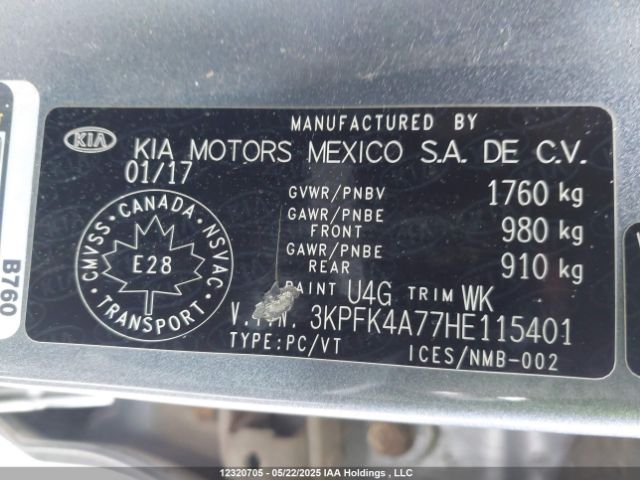 MANUFACTURED BY
KIA
KIA MOTORS MEXICO S.A. DE C.V.
01/17
GVWR/PNBV 1760 kg
GAWR/PNBE FRONT 980 kg
GAWR/PNBE REAR 910 kg
PAINT U4G TRIM WK
V.I.N. 3KPFK4A77HE115401
TYPE:PC/VT ICES/NMB-002
CANADA
CMVSS NSVAC
E28
TRANSPORT
B760
12320705 - 05/22/2025 IAA Holdings , LLC